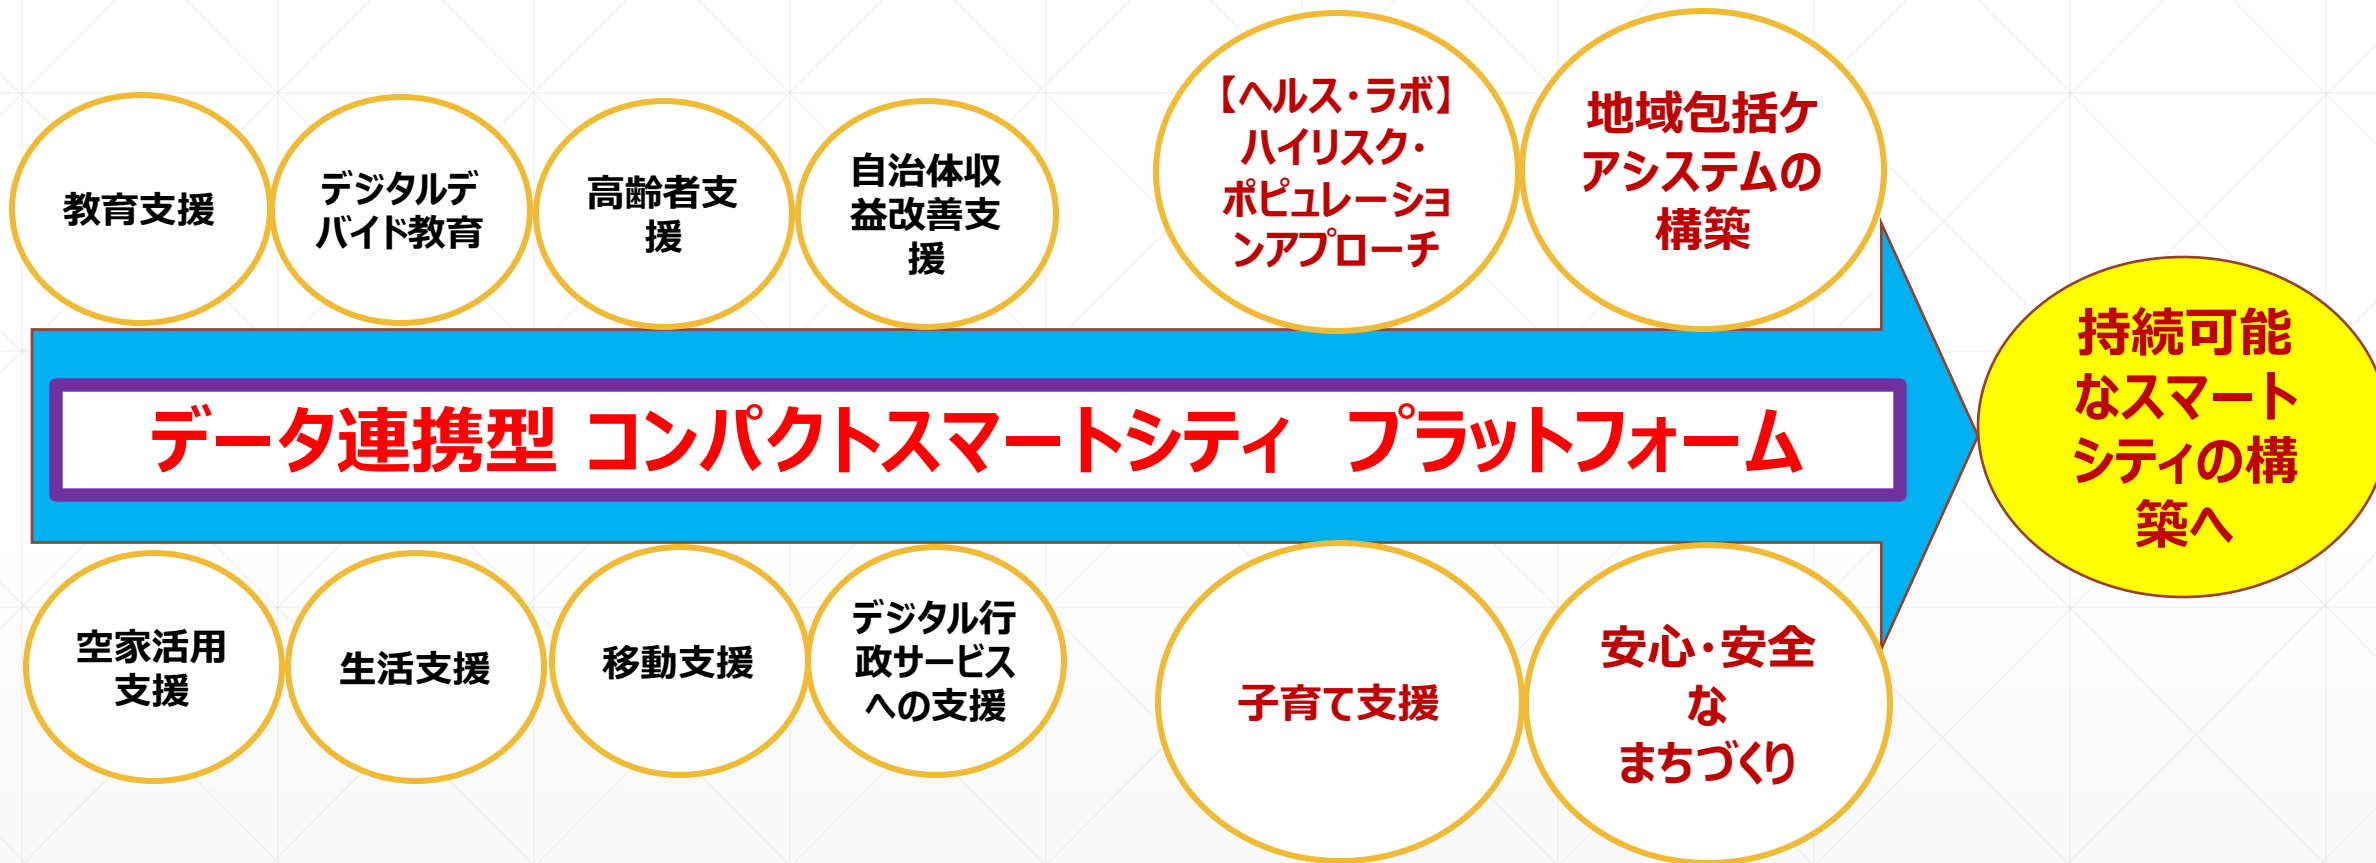 教育支援
デジタルデ
バイド教育
高齢者支
援
自治体収
益改善支
援
【ヘルス・ラボ】
ハイリスク・
ポピュレーショ
ンアプローチ
地域包括ケ
アシステムの
構築
データ連携型 コンパクトスマートシティ　プラットフォーム
持続可能
なスマート
シティの構
築へ
空家活用
支援
生活支援
移動支援
デジタル行
政サービス
への支援
子育て支援
安心・安全
な
まちづくり